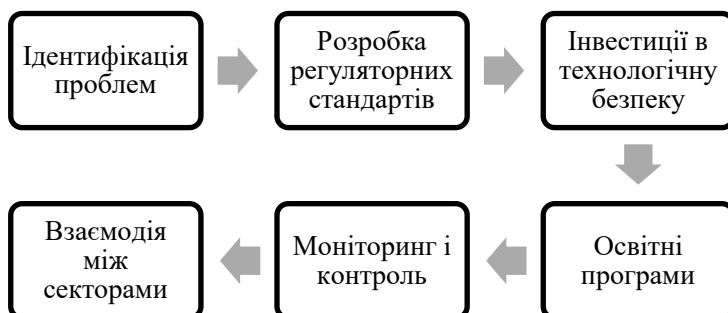 Ідентифікація
проблем
Розробка
регуляторних
стандартів
Інвестиції в
технологічну
безпеку
Освітні
програми
Моніторинг і
контроль
Взаємодія
між
секторами